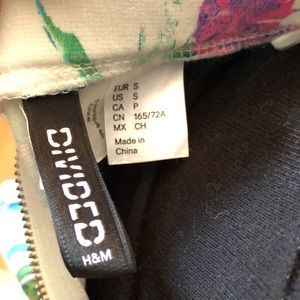 EUR S
US S
CA P
CN 165/72A
MX CH
Made in
China
DIVIDED
H&M